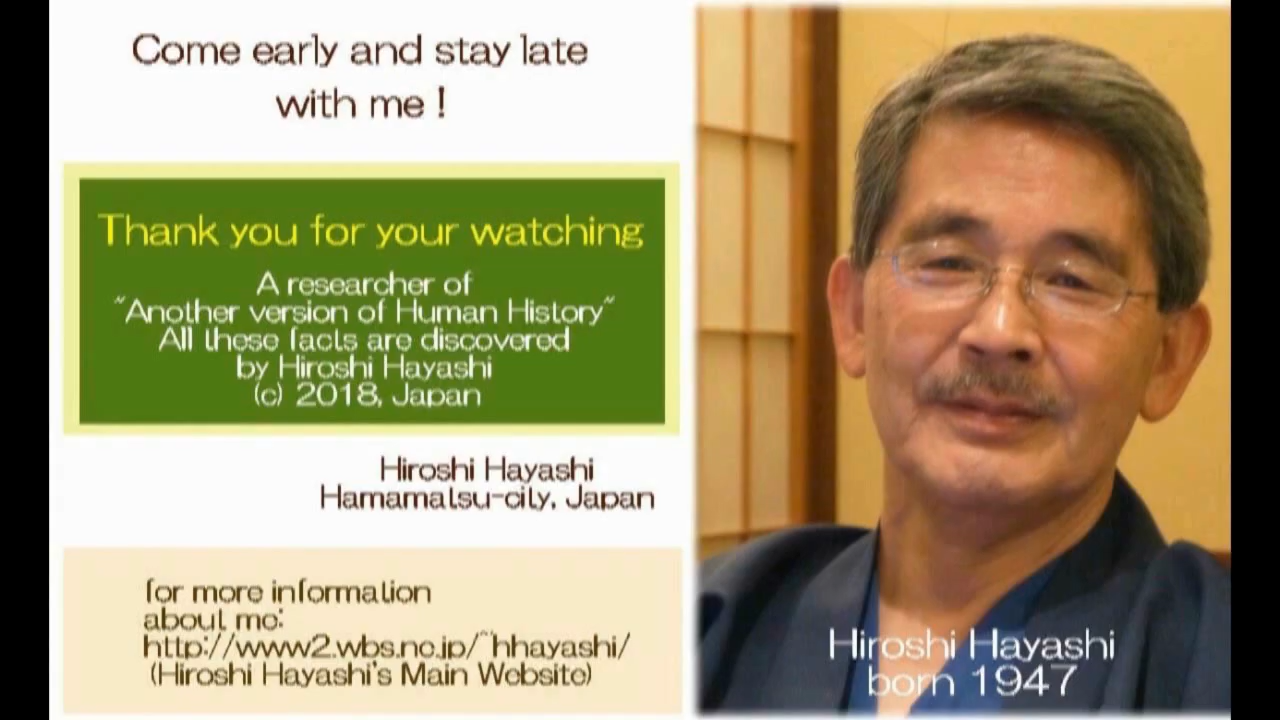 Come early and stay late
with me !
Thank you for your watching
A researcher of
"Another version of Human History"
All these facts are discovered
by Hiroshi Hayashi
(c) 2018, Japan
Hiroshi Hayashi
Hamamatsu-city, Japan
for more information
about me:
http://www2.wbs.ne.jp/~hhayashi/
(Hiroshi Hayashi's Main Website)
Hiroshi Hayashi
born 1947